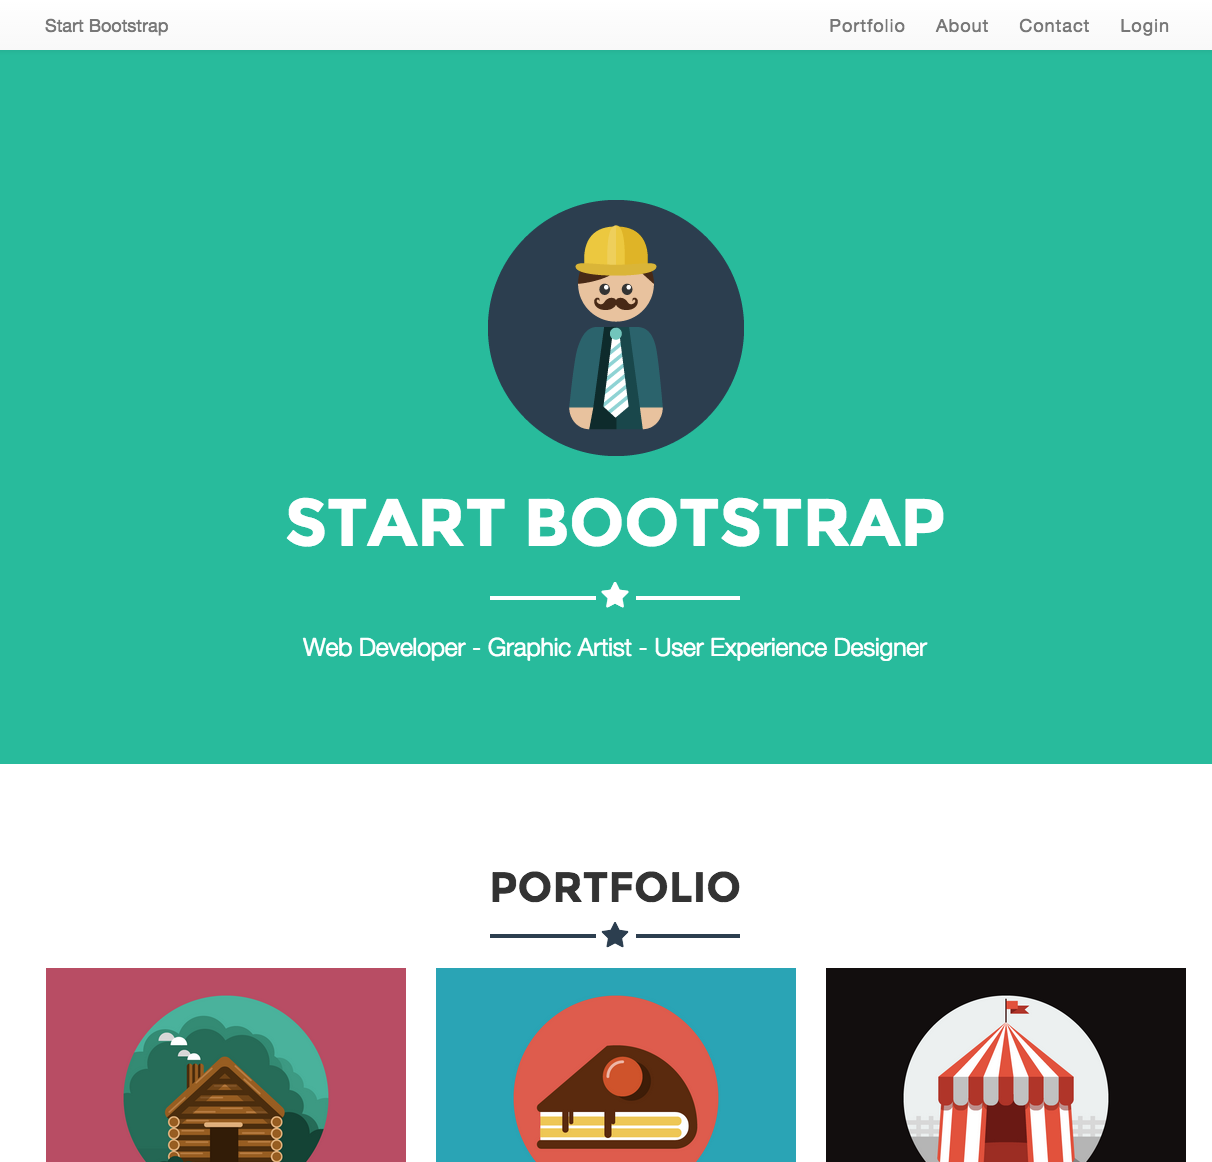 Start Bootstrap
Portfolio About Contact Login
START BOOTSTRAP
Web Developer - Graphic Artist - User Experience Designer
PORTFOLIO